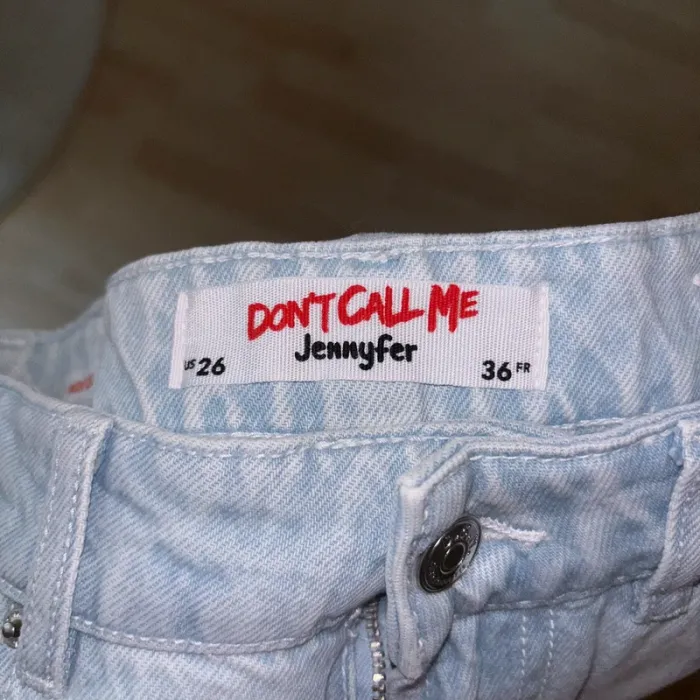 DON'T CALL ME
Jennyfer
US 26
36 FR